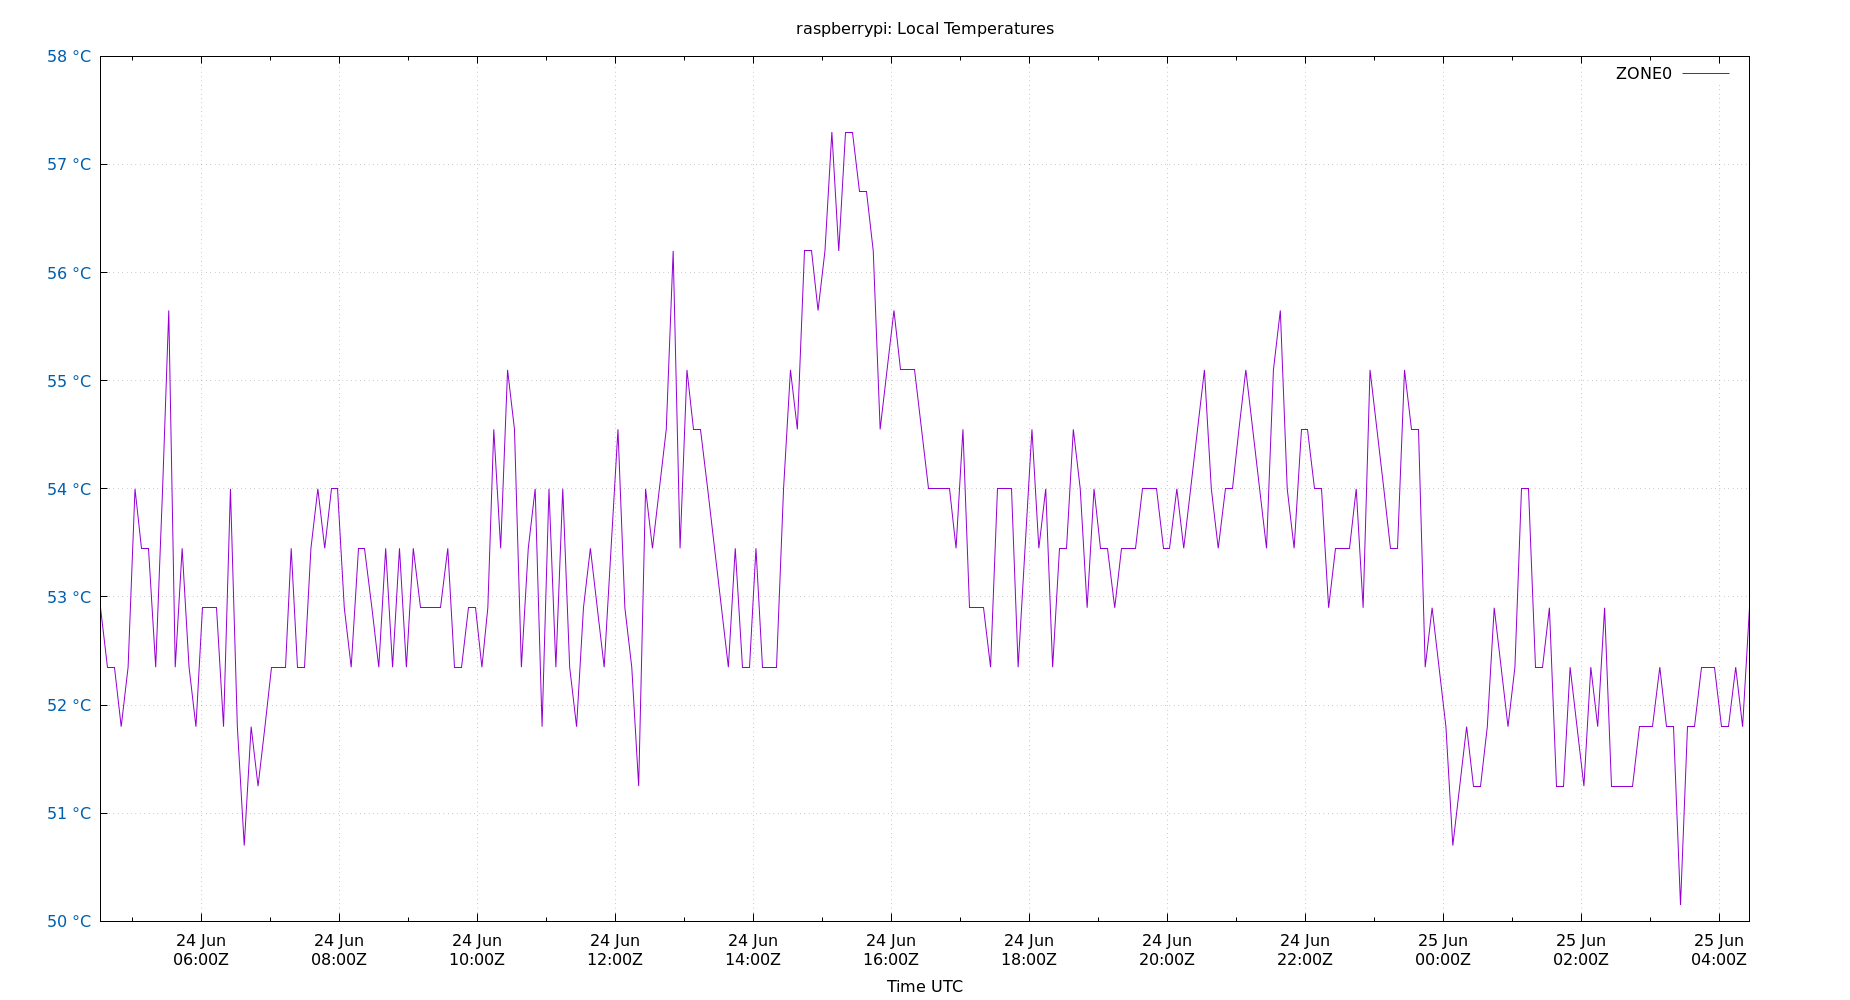 raspberrypi: Local Temperatures
58 °C
57 °C
56 °C
55 °C
54 °C
53 °C
52 °C
51 °C
50 °C
ZONE0
24 Jun 24 Jun 24 Jun 24 Jun 24 Jun 24 Jun 24 Jun 24 Jun 24 Jun 25 Jun 25 Jun 25 Jun
06:00Z 08:00Z 10:00Z 12:00Z 14:00Z 16:00Z 18:00Z 20:00Z 22:00Z 00:00Z 02:00Z 04:00Z
Time UTC